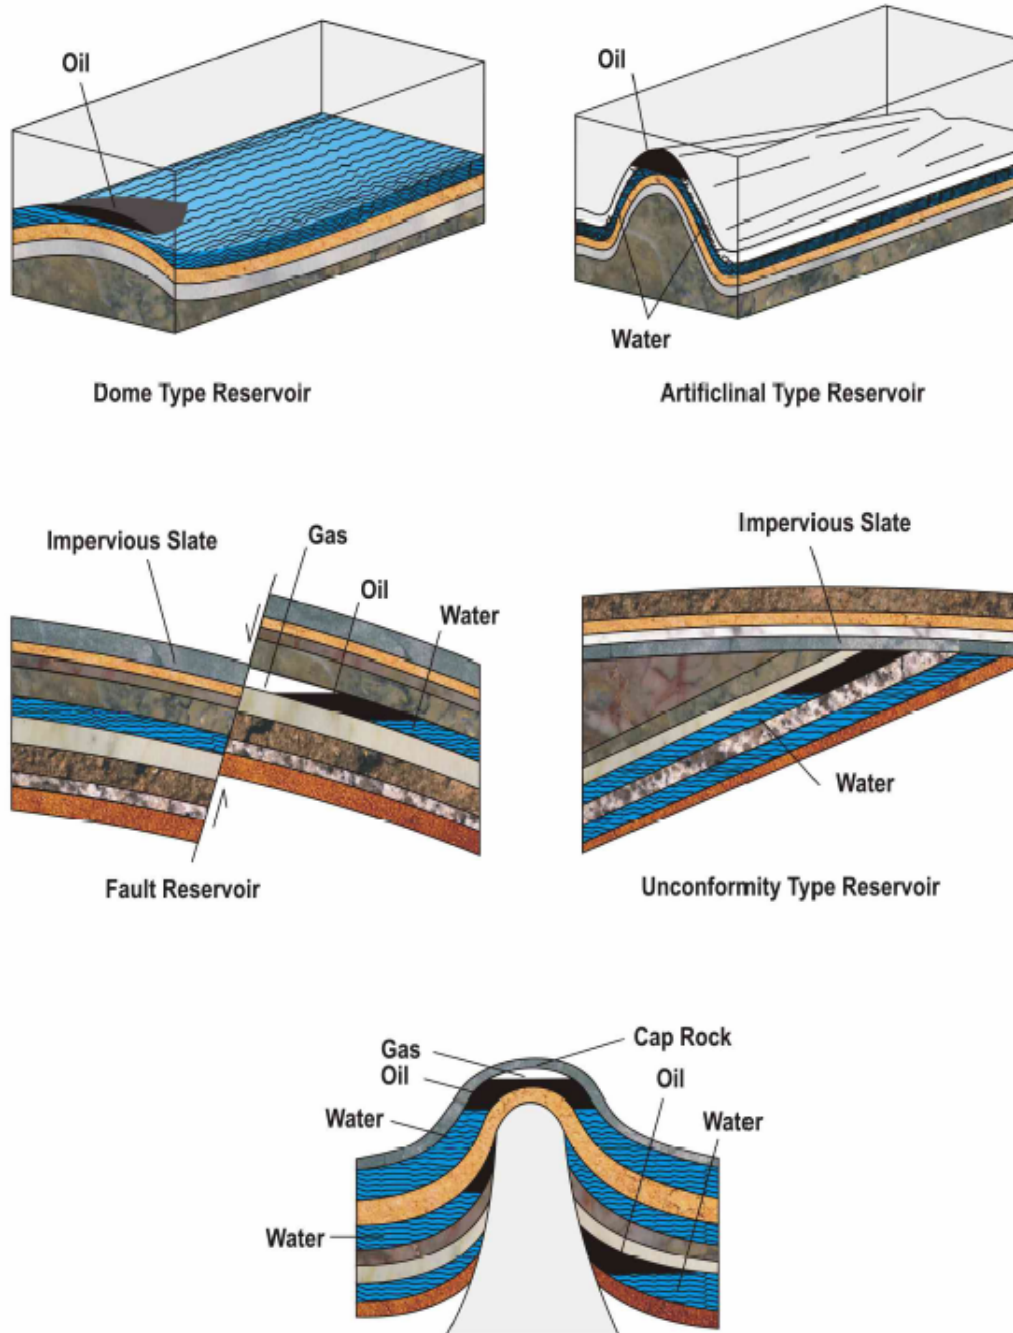 Oil
Oil
Water
Dome Type Reservoir
Artificlinal Type Reservoir
Impervious Slate
Gas
Oil
Water
Impervious Slate
Water
Fault Reservoir
Unconformity Type Reservoir
Cap Rock
Gas
Oil
Oil
Water
Water
Water